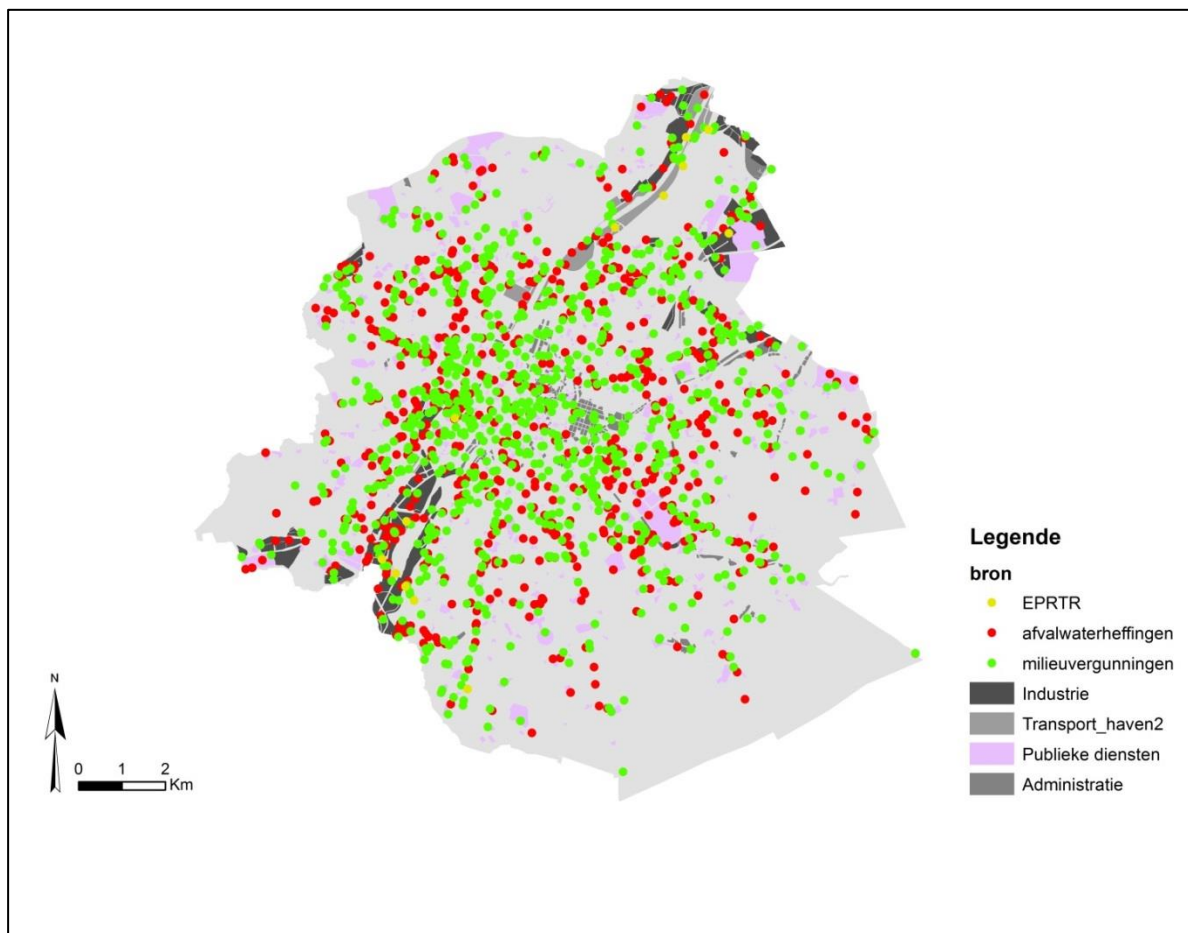 Legende
bron
EPRTR
afvalwaterheffingen
milieuvergunningen
Industrie
Transport_haven2
Publieke diensten
Administratie
N
0 1 2
Km